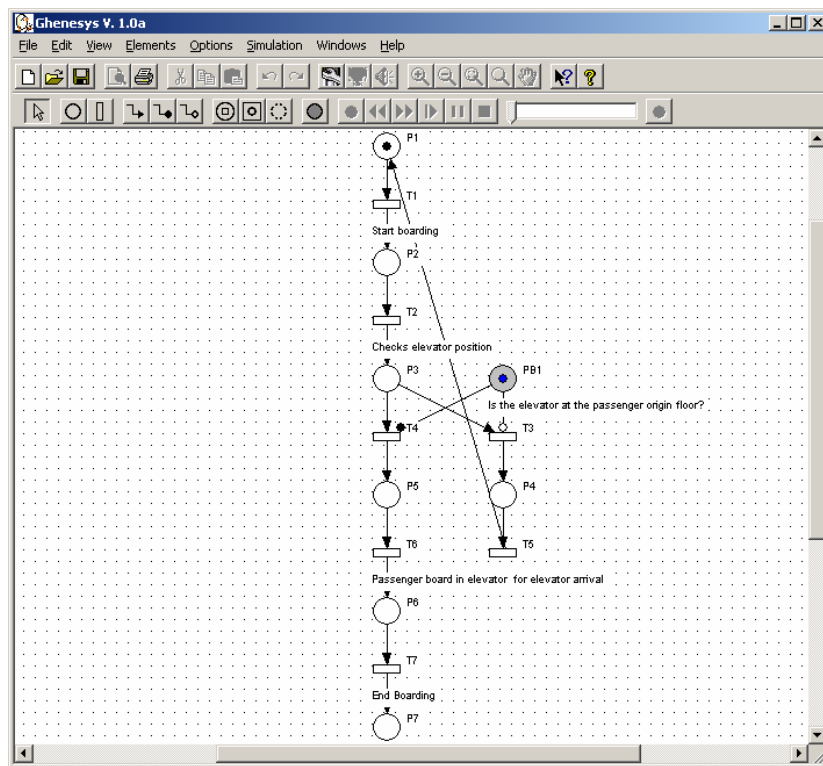 Ghenesys V. 1.0a
File Edit View Elements Options Simulation Windows Help
P1
T1
Start boarding
P2
T2
Checks elevator position
P3 PB1
Is the elevator at the passenger origin floor?
T4 T3
P5 P4
T6 T5
Passenger board in elevator for elevator arrival
P6
T7
End Boarding
P7